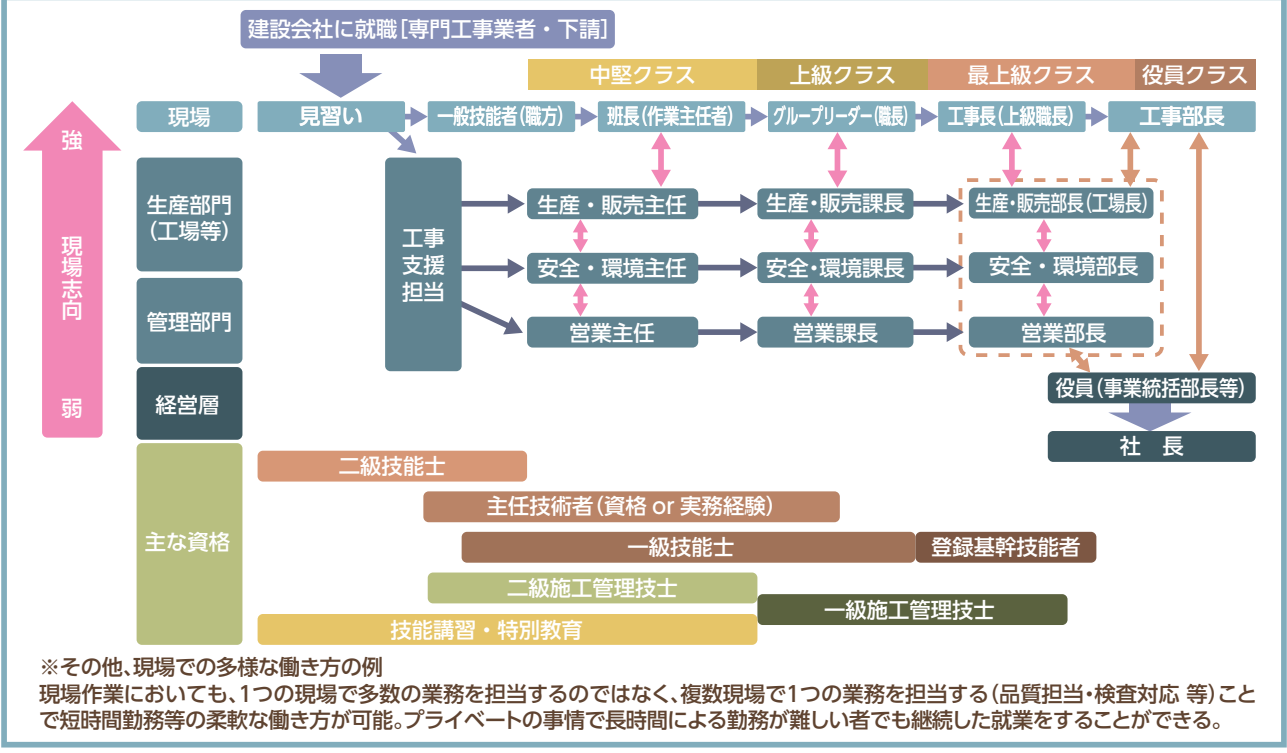 建設会社に就職[専門工事業者・下請]
中堅クラス 上級クラス 最上級クラス 役員クラス
現場 見習い 一般技能者(職方) 班長(作業主任者) グループリーダー(職長) 工事長(上級職長) 工事部長
強
現場志向
弱
生産部門
(工場等)
管理部門
経営層
工事
支援
担当
生産・販売主任 生産・販売課長 生産・販売部長(工場長)
安全・環境主任 安全・環境課長 安全・環境部長
営業主任 営業課長 営業部長
役員(事業統括部長等)
社 長
主な資格
二級技能士
主任技術者(資格 or 実務経験)
一級技能士 登録基幹技能者
二級施工管理技士
一級施工管理技士
技能講習・特別教育
※その他、現場での多様な働き方の例
現場作業においても、1つの現場で多数の業務を担当するのではなく、複数現場で1つの業務を担当する(品質担当・検査対応 等)こと
で短時間勤務等の柔軟な働き方が可能。プライベートの事情で長時間による勤務が難しい者でも継続した就業をすることができる。